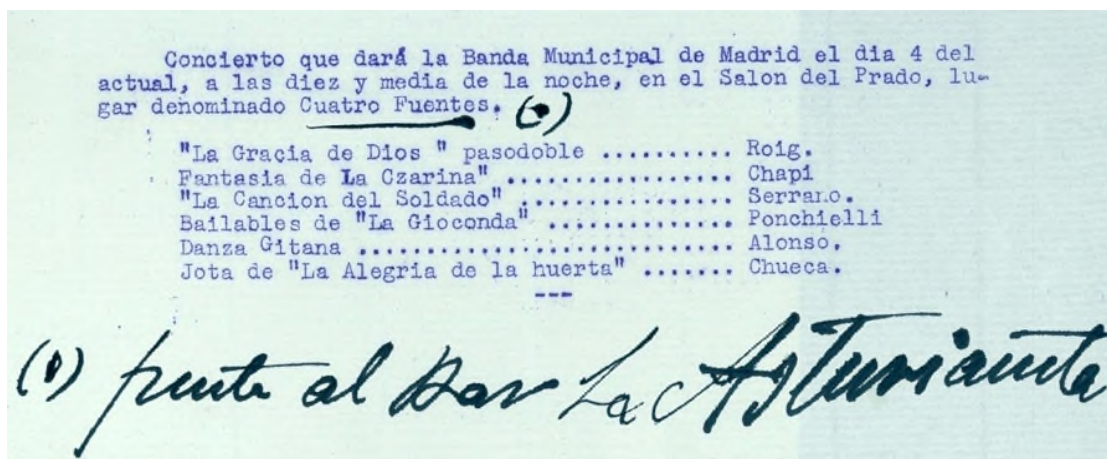 Concierto que dará la Banda Municipal de Madrid el dia 4 del
actual, a las diez y media de la noche, en el Salon del Prado, lu-
gar denominado Cuatro Fuentes. (•)
"La Gracia de Dios " pasodoble .......... Roig.
Fantasia de La Czarina" ................. Chapi
"La Cancion del Soldado" ................ Serrano.
Bailables de "La Gioconda" .............. Ponchielli
Danza Gitana ............................ Alonso.
Jota de "La Alegria de la huerta" ....... Chueca.
---
(•) frente al Bar La Asturianita